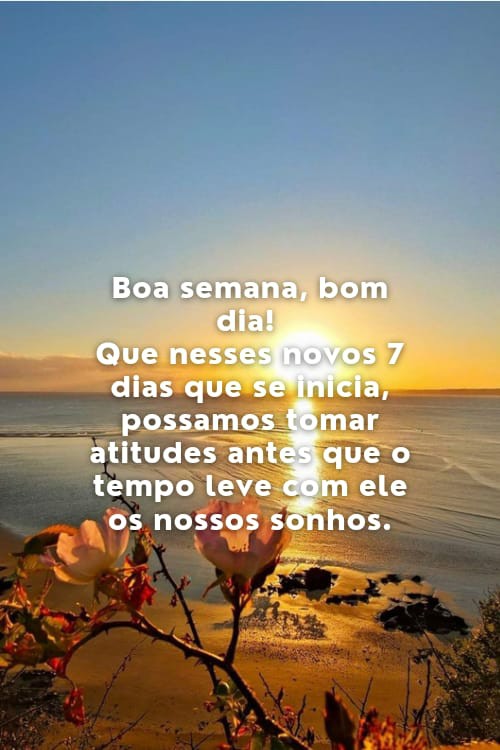 Boa semana, bom
dia!
Que nesses novos 7
dias que se inicia,
possamos tomar
atitudes antes que o
tempo leve com ele
os nossos sonhos.